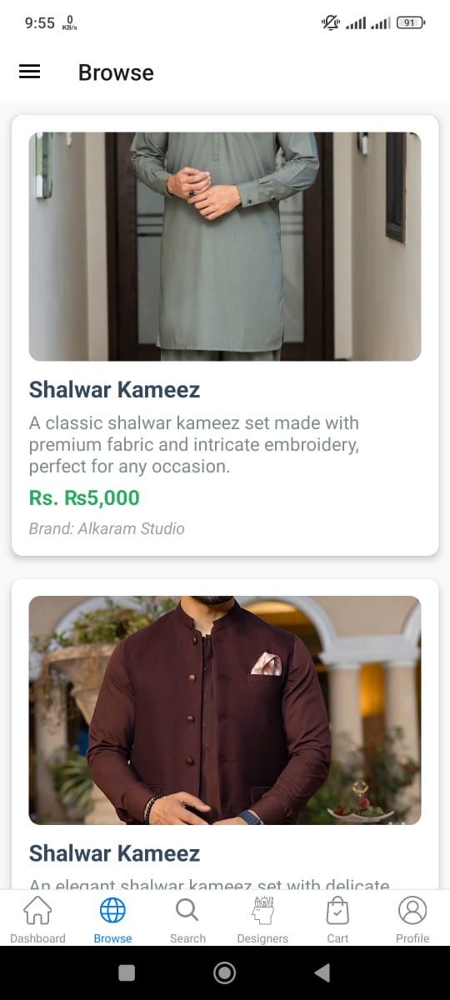 9:55 0 KB/s 91
Browse
Shalwar Kameez
A classic shalwar kameez set made with
premium fabric and intricate embroidery,
perfect for any occasion.
Rs. ₨5,000
Brand: Alkaram Studio
Shalwar Kameez
An elegant shalwar kameez set with delicate
Dashboard Browse Search Designers Cart Profile